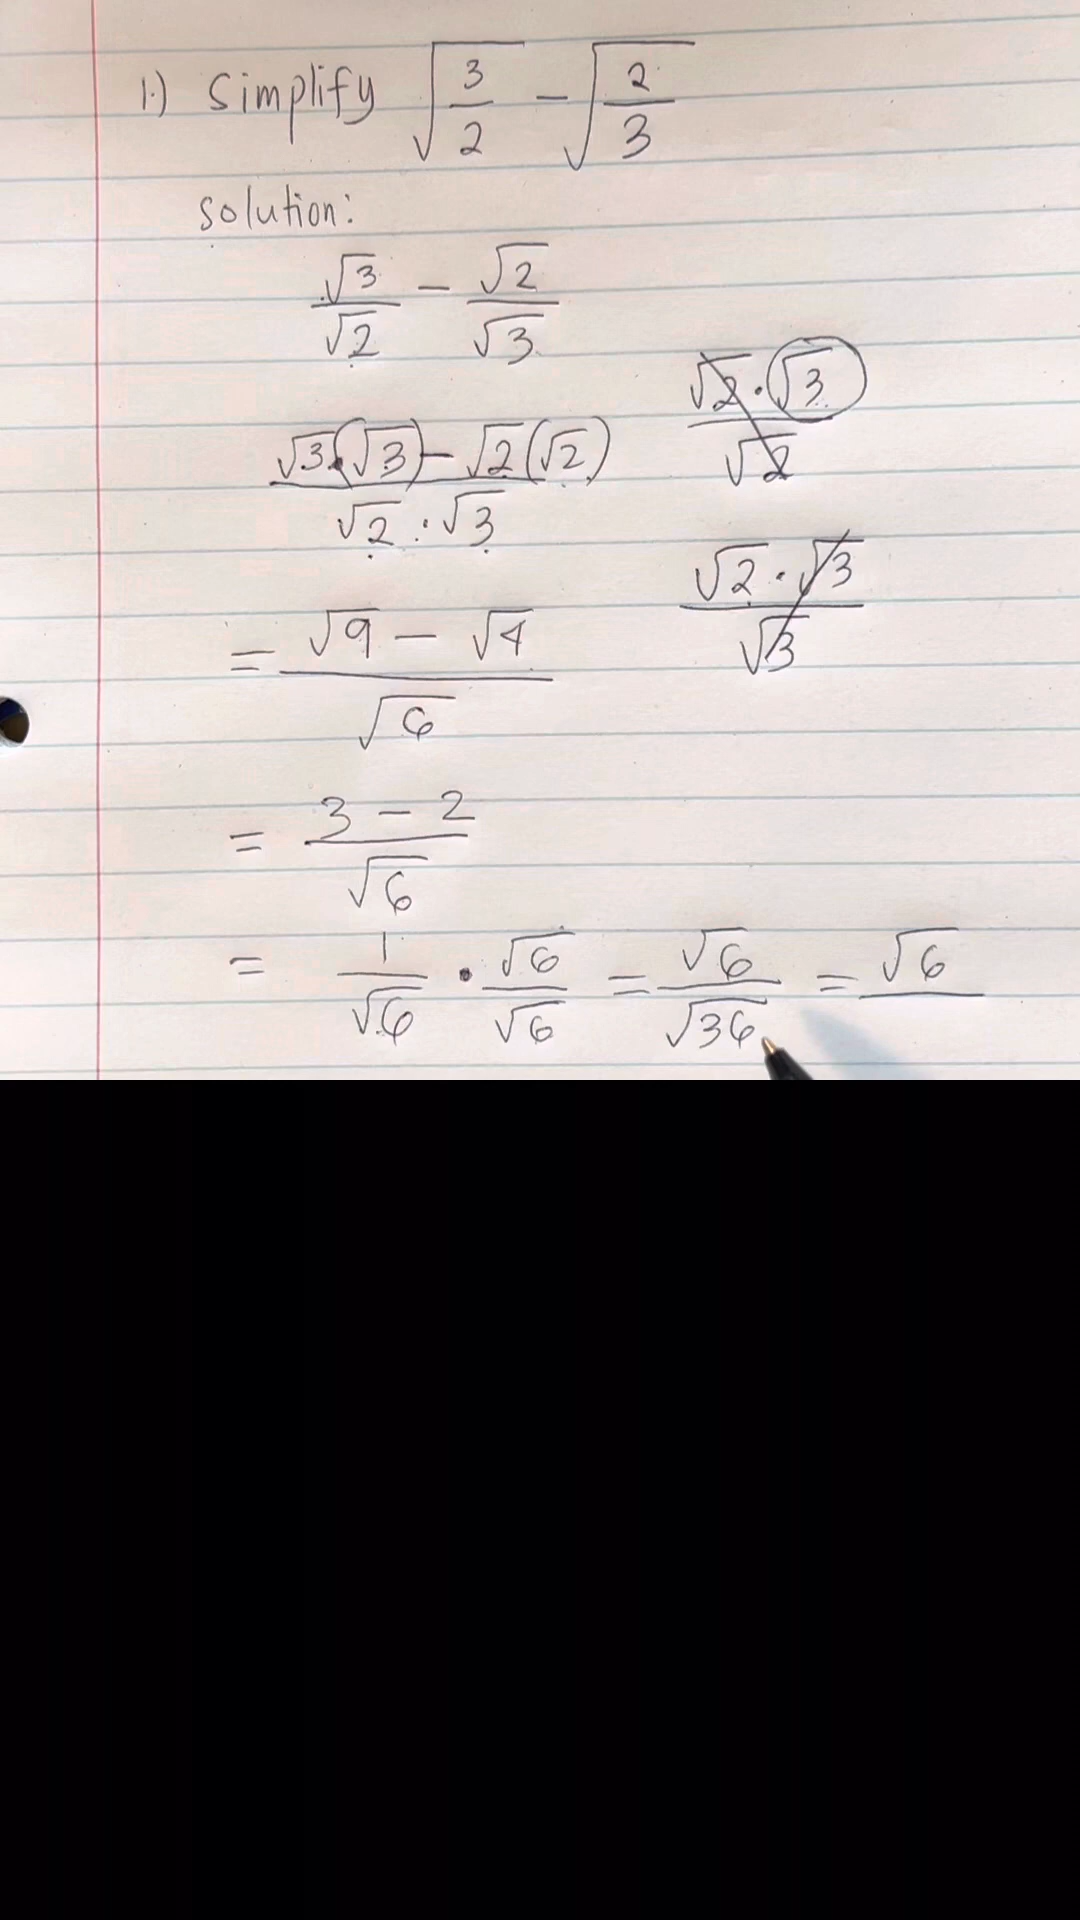 1.) Simplify √(3/2) - √(2/3)
solution:
√3/√2 - √2/√3
(√3·(√3) - √2(√2))/(√2·√3)
(√2·√3)/√2
(√2·√3)/√3
= (√9 - √4)/√6
= (3 - 2)/√6
= 1/√6 · √6/√6 = √6/√36 = √6/